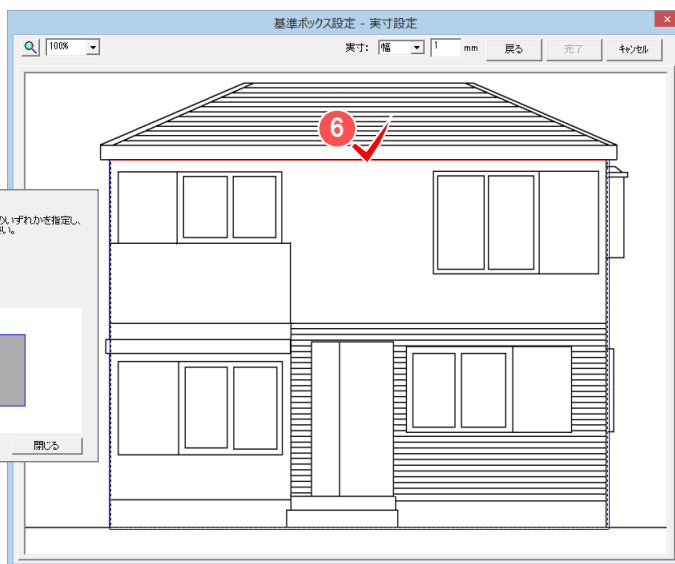 基準ボックス設定 - 実寸設定
100%
実寸: 幅 1 mm 戻る 完了 ｷｬﾝｾﾙ
6
のいずれかを指定し、
さい。
閉じる